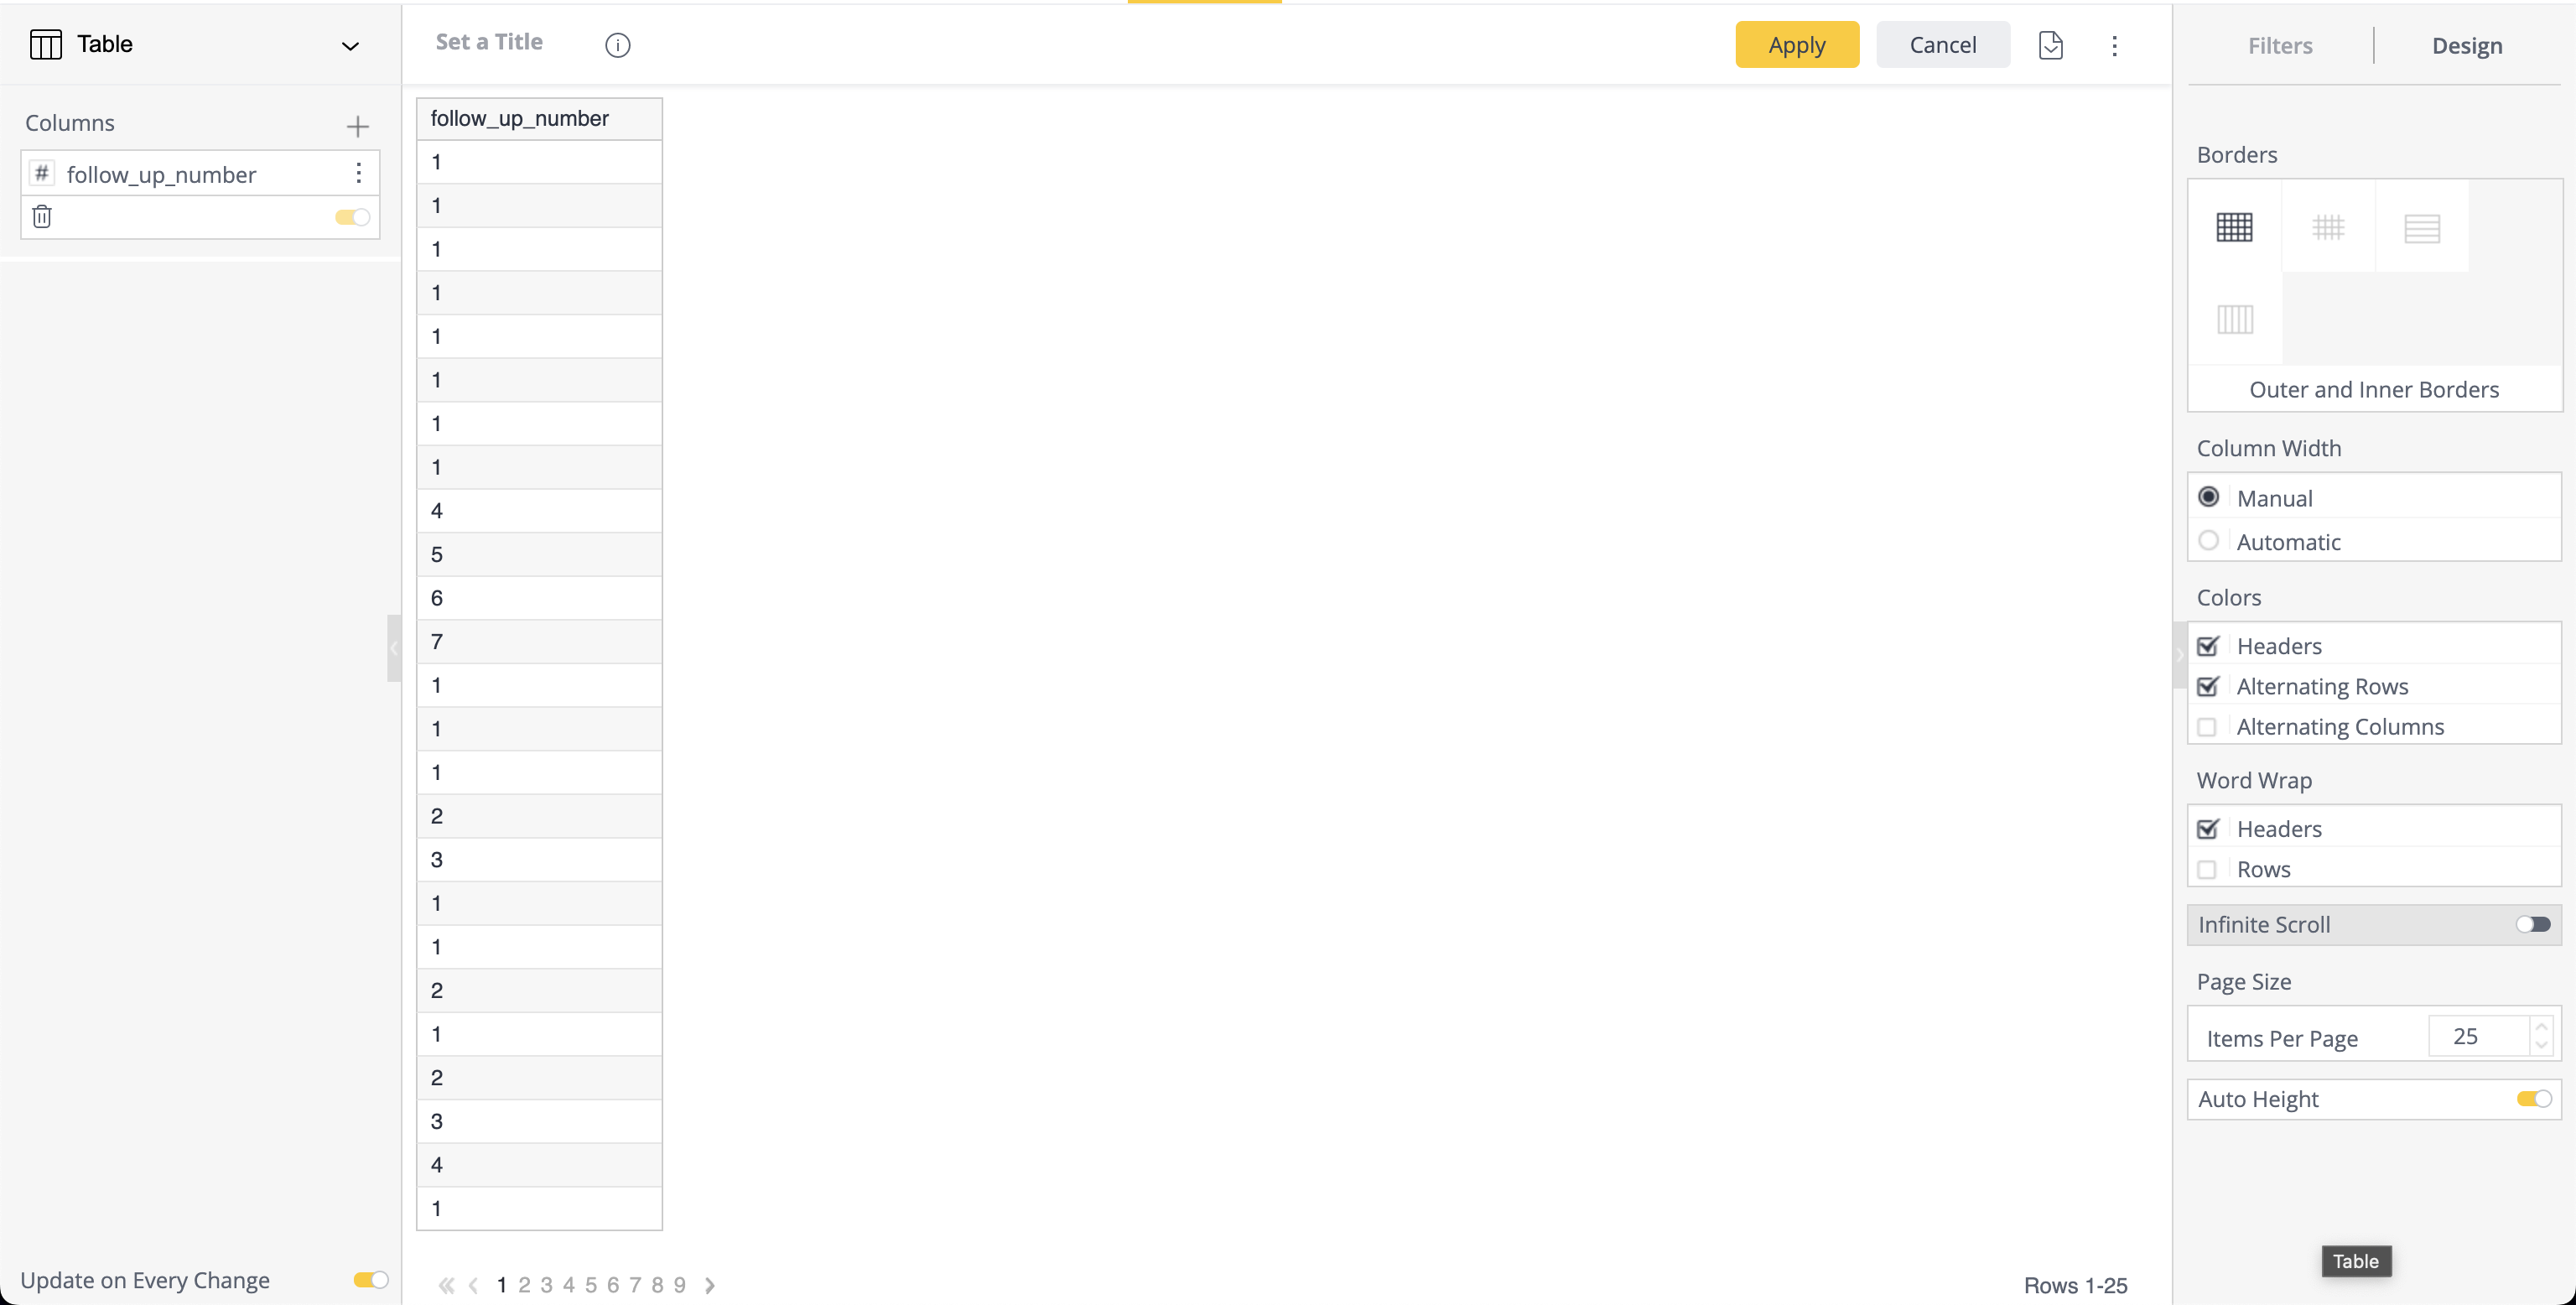 Table
Columns
# follow_up_number
Update on Every Change
Set a Title
Apply
Cancel
follow_up_number
1
1
1
1
1
1
1
1
4
5
6
7
1
1
1
2
3
1
1
2
1
2
3
4
1
1 2 3 4 5 6 7 8 9
Rows 1-25
Filters
Design
Borders
Outer and Inner Borders
Column Width
Manual
Automatic
Colors
Headers
Alternating Rows
Alternating Columns
Word Wrap
Headers
Rows
Infinite Scroll
Page Size
Items Per Page 25
Auto Height
Table